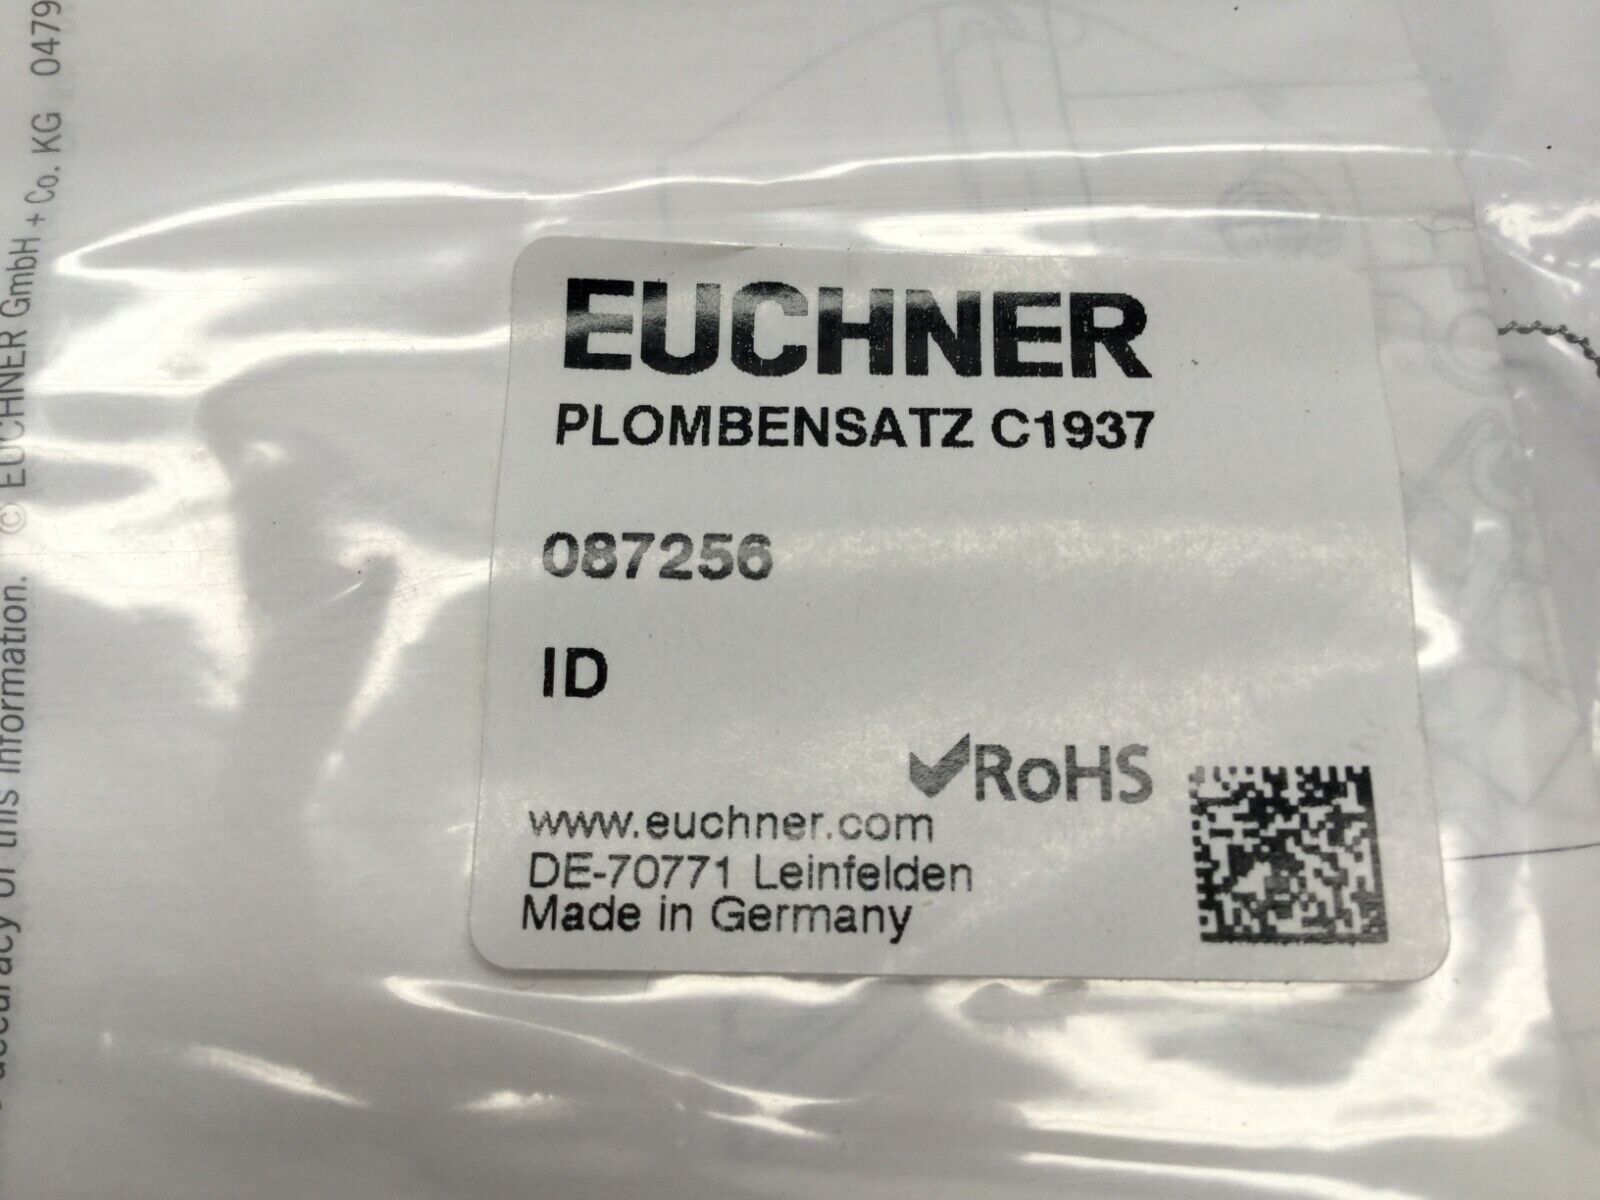 EUCHNER
PLOMBENSATZ C1937
087256
ID
RoHS
www.euchner.com
DE-70771 Leinfelden
Made in Germany
accuracy of this information. © EUCHNER GmbH + Co. KG 0479